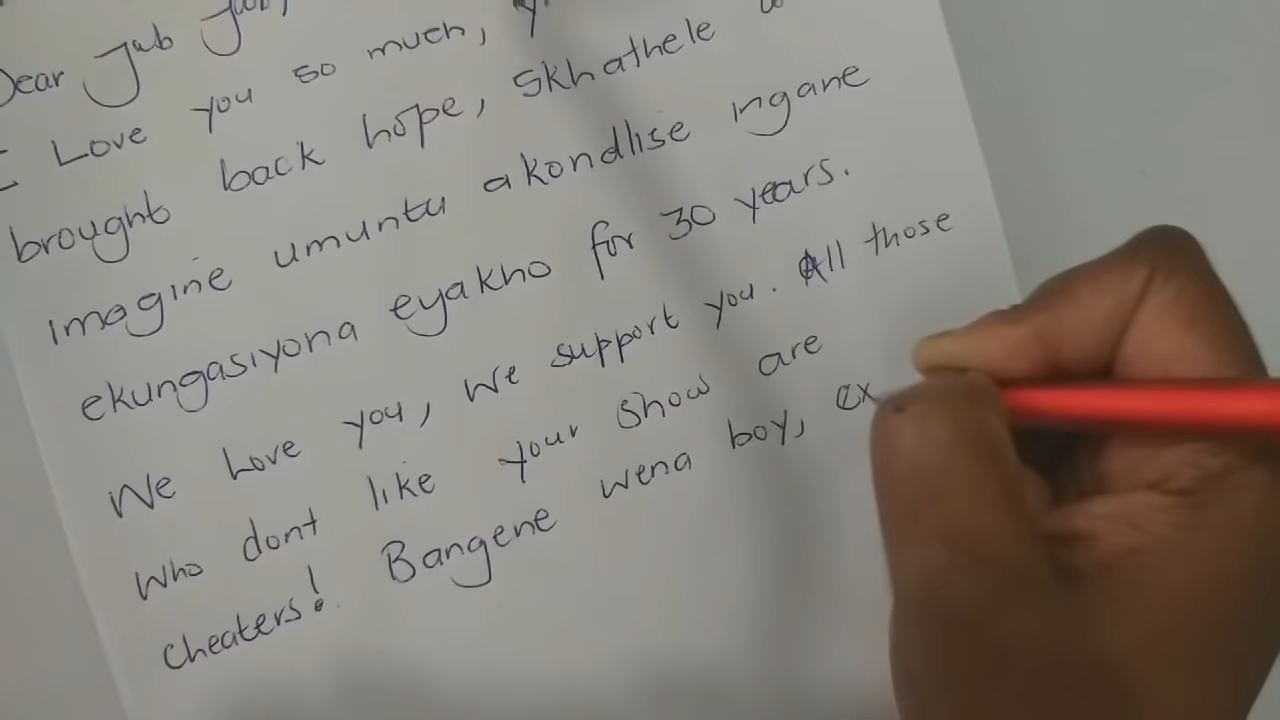 Dear Jub Jub,
I Love you so much,
brought back hope, Skhathele
Imagine umuntu akondlise ingane
ekungasiyona eyakho for 30 years.
We Love you, We support you. All those
Who dont like your show are
cheaters! Bangene wena boy, ex